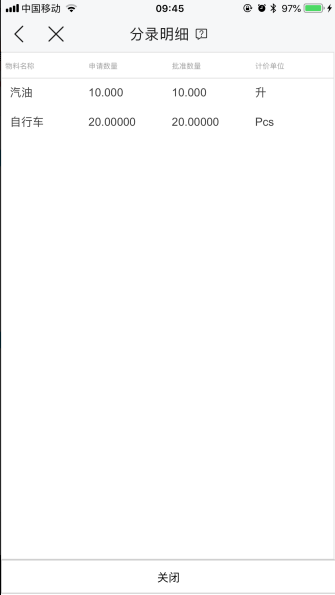 中国移动 09:45 97%
分录明细
物料名称 申请数量 批准数量 计价单位
汽油 10.000 10.000 升
自行车 20.00000 20.00000 Pcs
关闭